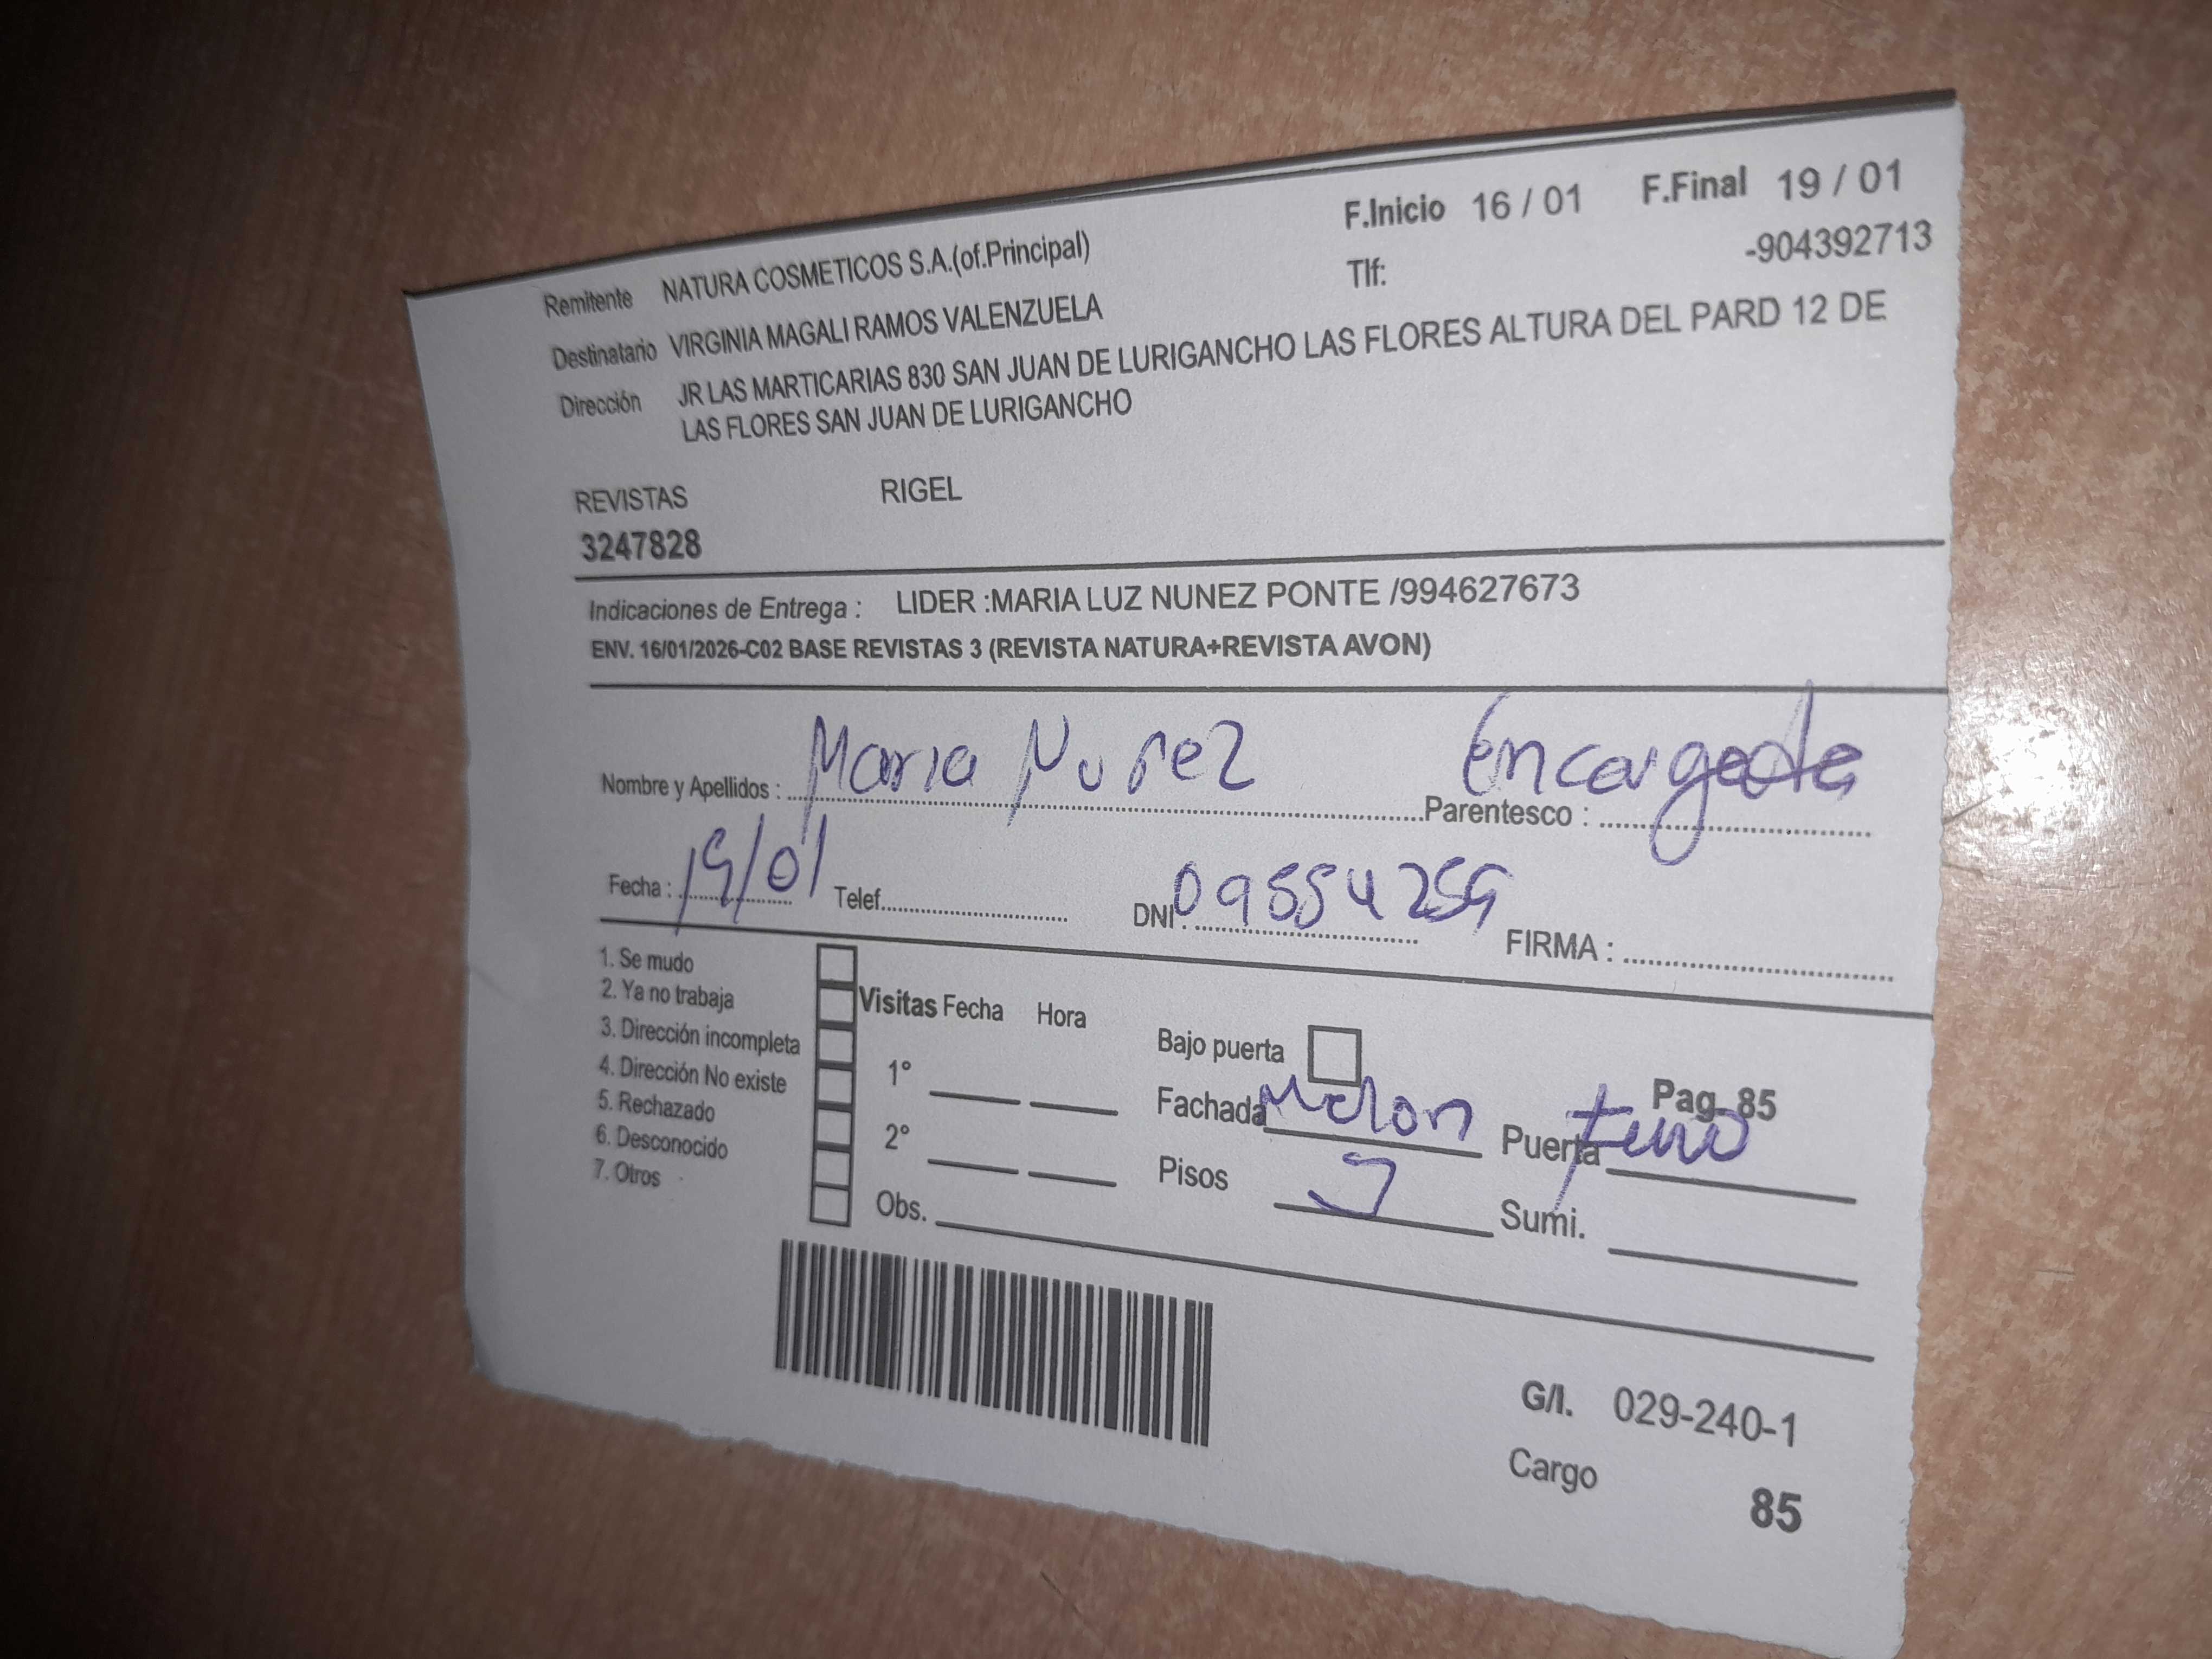 F.Inicio 16 / 01 F.Final 19 / 01
Remitente NATURA COSMETICOS S.A.(of.Principal) Tlf: -904392713
Destinatario VIRGINIA MAGALI RAMOS VALENZUELA
Dirección JR LAS MARTICARIAS 830 SAN JUAN DE LURIGANCHO LAS FLORES ALTURA DEL PARD 12 DE
LAS FLORES SAN JUAN DE LURIGANCHO
REVISTAS RIGEL
3247828
Indicaciones de Entrega : LIDER :MARIA LUZ NUNEZ PONTE /994627673
ENV. 16/01/2026-C02 BASE REVISTAS 3 (REVISTA NATURA+REVISTA AVON)
Nombre y Apellidos : Maria Nuñez Parentesco : Encargada
Fecha : 19/01 Telef. DNI : 09554259 FIRMA :
1. Se mudo
2. Ya no trabaja
3. Dirección incompleta
4. Dirección No existe
5. Rechazado
6. Desconocido
7. Otros
Visitas Fecha Hora
1°
2°
Obs.
Bajo puerta
Pag. 85
Fachada Melon Puerta
Pisos Sumi.
G/I. 029-240-1
Cargo 85